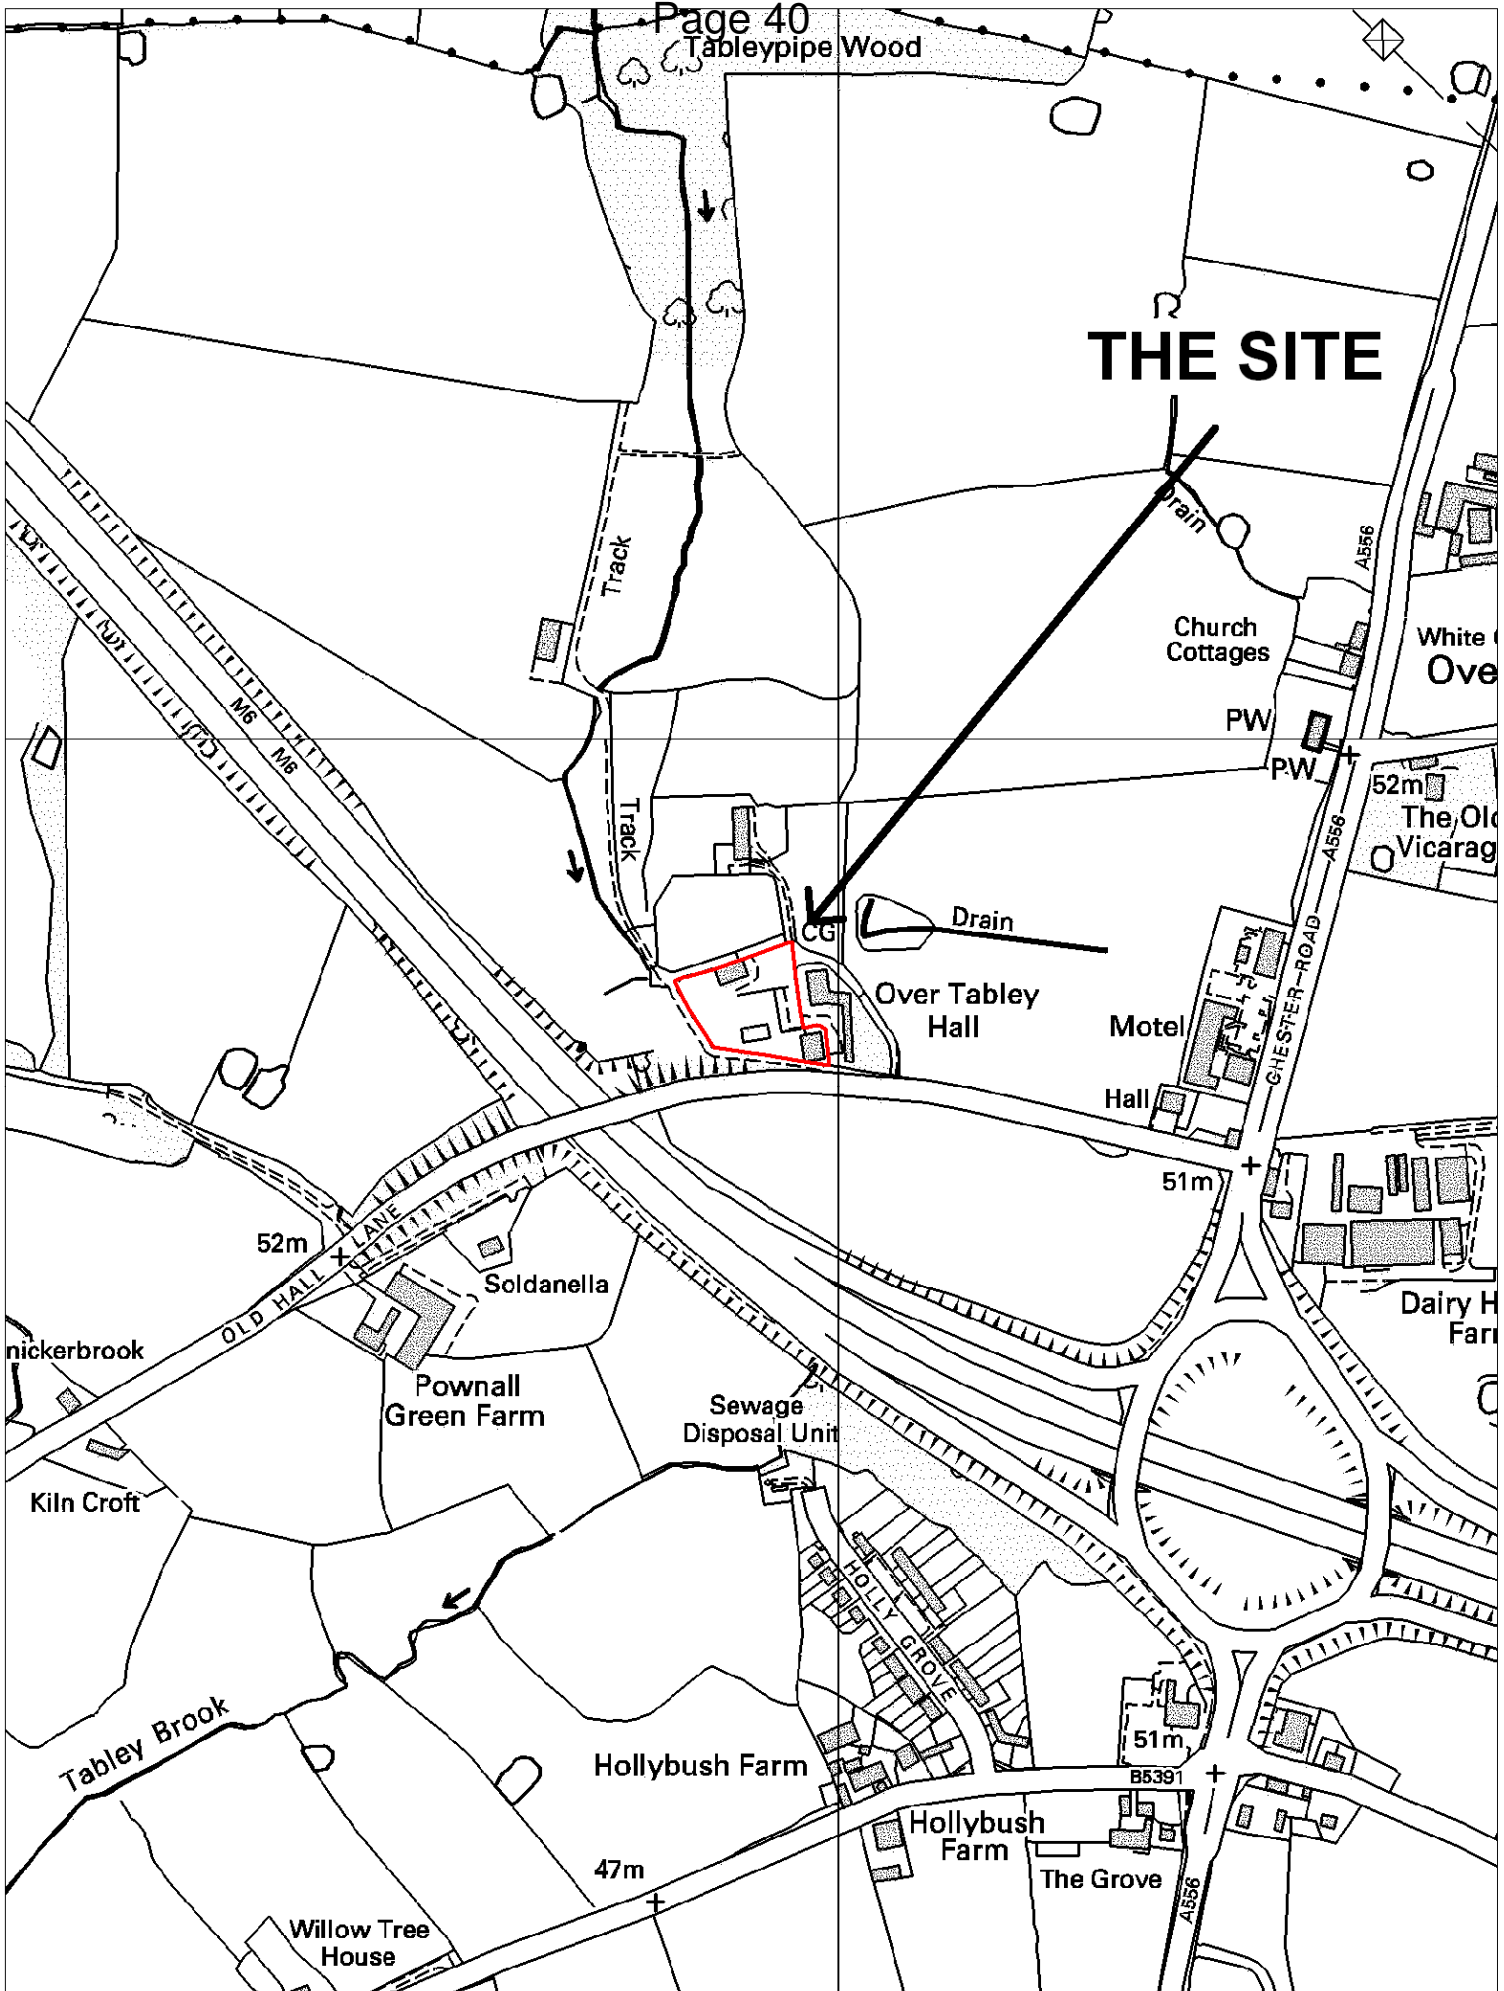 Page 40
Tableypipe Wood
THE SITE
Drain
A556
Track
Church
Cottages
White
Ove
PW
PW
52m
M6
M6
The Old
Vicarag
A556
Track
CG
Drain
Over Tabley
Hall
Motel
CHESTER ROAD
Hall
51m
52m
OLD HALL LANE
Soldanella
Dairy H
Farm
nickerbrook
Pownall
Green Farm
Sewage
Disposal Unit
Kiln Croft
HOLLY GROVE
Tabley Brook
Hollybush Farm
51m
B5391
Hollybush
Farm
47m
The Grove
A556
Willow Tree
House